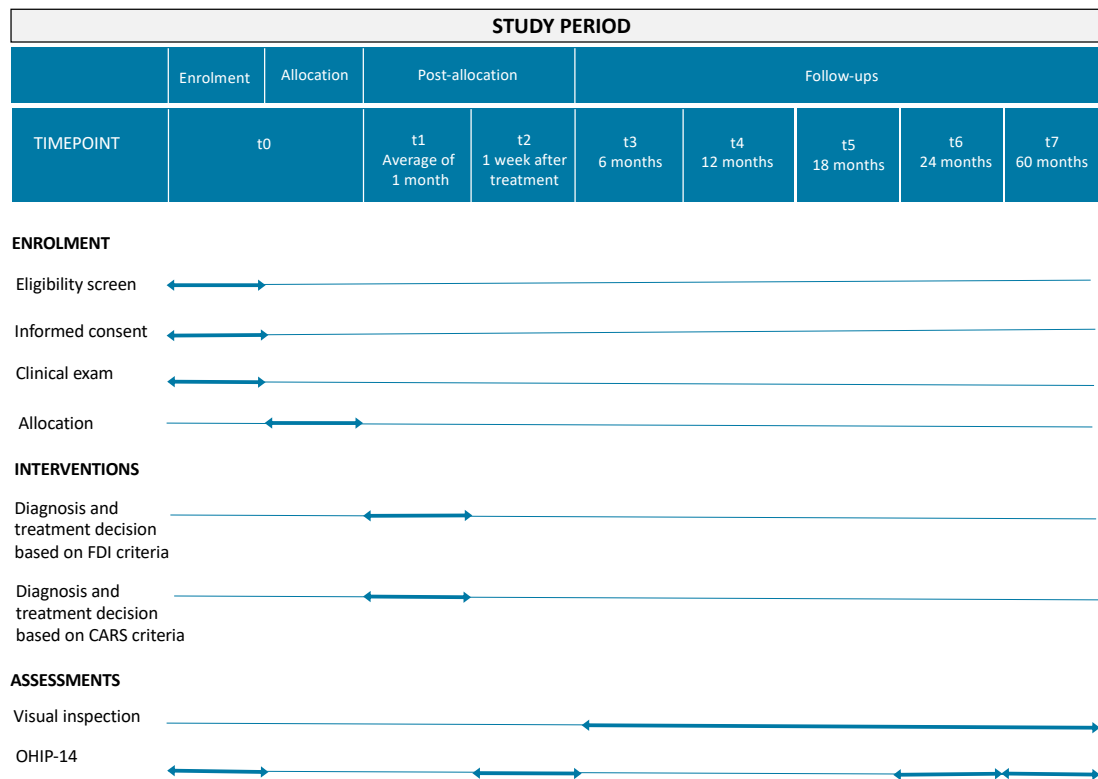 STUDY PERIOD
Enrolment Allocation Post-allocation Follow-ups
TIMEPOINT t0 t1 Average of 1 month t2 1 week after treatment t3 6 months t4 12 months t5 18 months t6 24 months t7 60 months
ENROLMENT
Eligibility screen
Informed consent
Clinical exam
Allocation
INTERVENTIONS
Diagnosis and
treatment decision
based on FDI criteria
Diagnosis and
treatment decision
based on CARS criteria
ASSESSMENTS
Visual inspection
OHIP-14